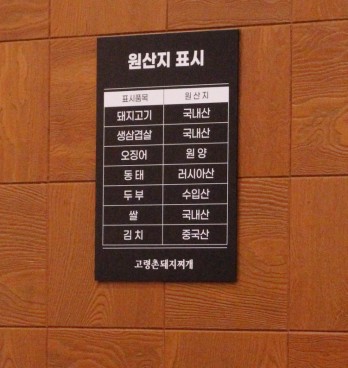 원산지 표시
표시품목 원산지
돼지고기 국내산
생삼겹살 국내산
오징어 원양
동태 러시아산
두부 수입산
쌀 국내산
김치 중국산
고령촌돼지찌개